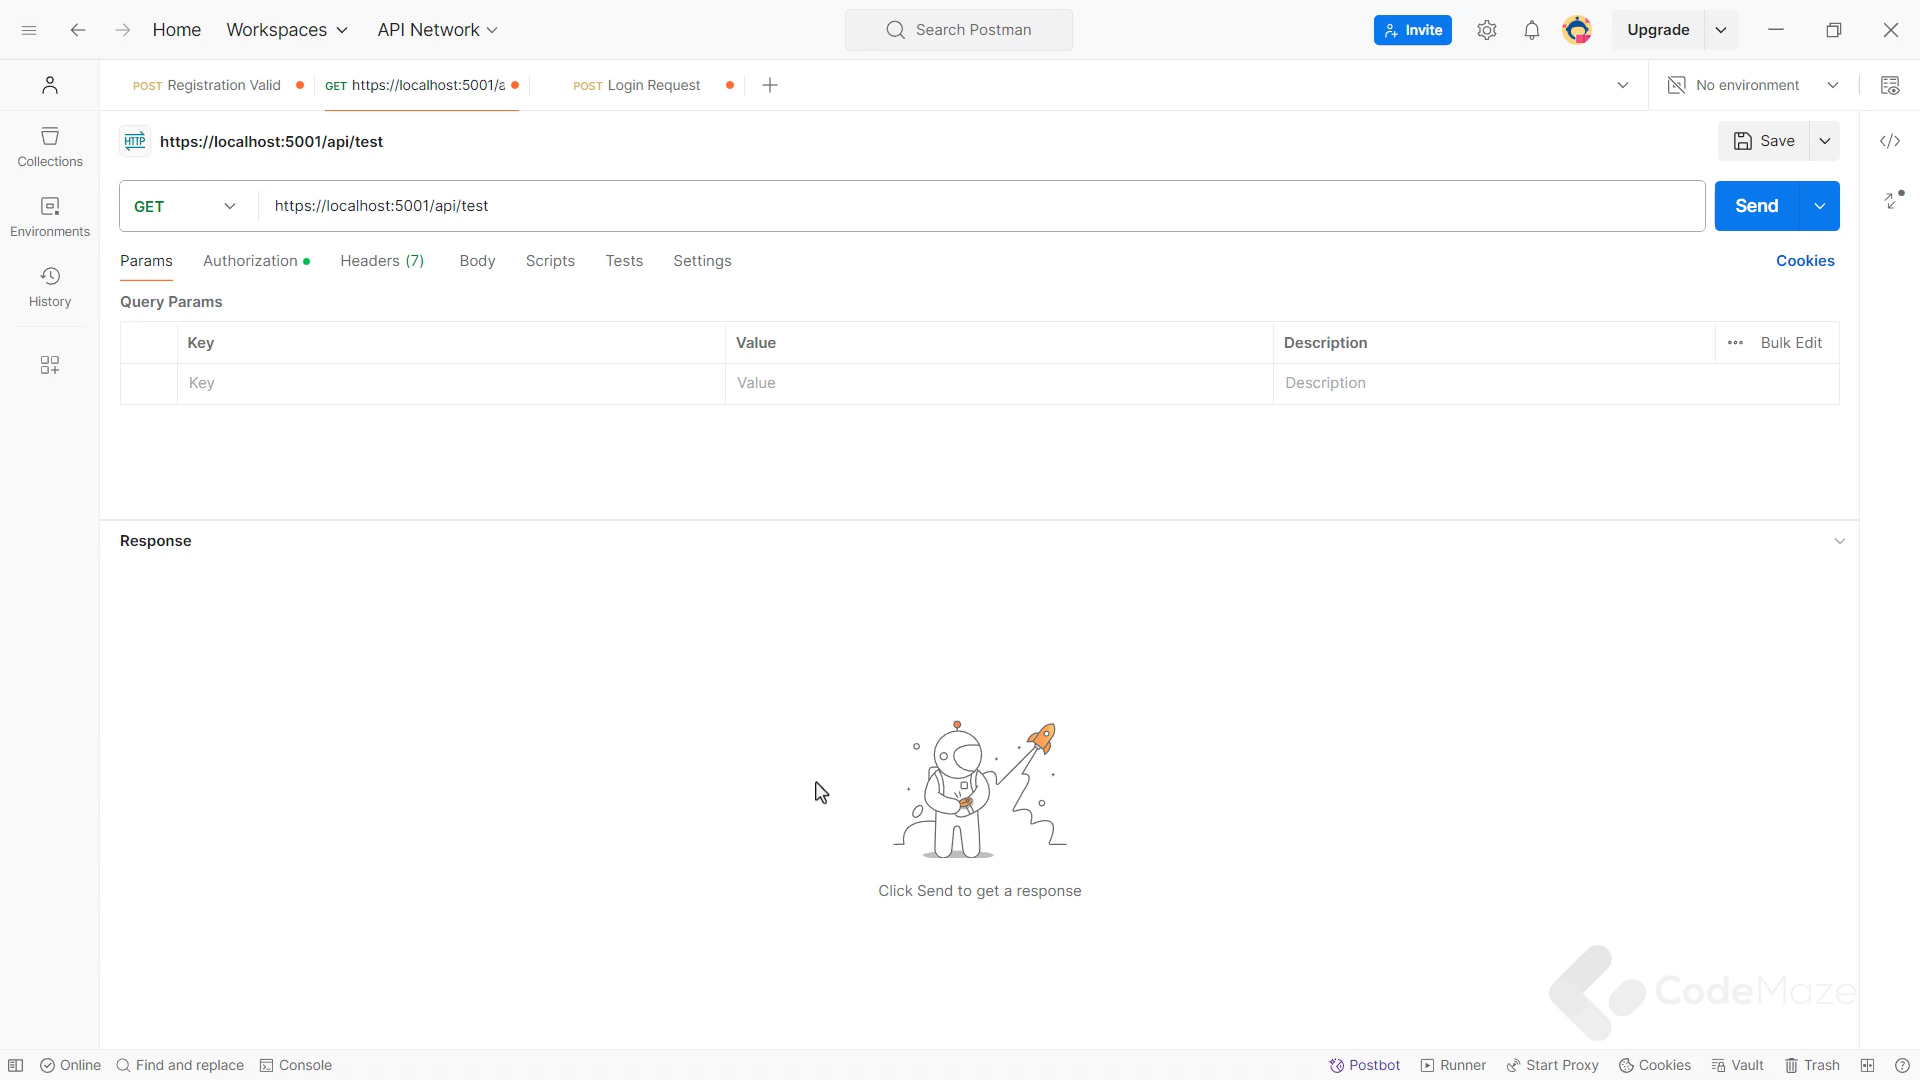 Home Workspaces API Network Search Postman Invite Upgrade
POST Registration Valid GET https://localhost:5001/a POST Login Request No environment
HTTP https://localhost:5001/api/test Save
Collections
GET https://localhost:5001/api/test Send
Environments
Params Authorization Headers (7) Body Scripts Tests Settings Cookies
History
Query Params
Key Value Description Bulk Edit
Key Value Description
Response
Click Send to get a response
CodeMaze
Online Find and replace Console Postbot Runner Start Proxy Cookies Vault Trash